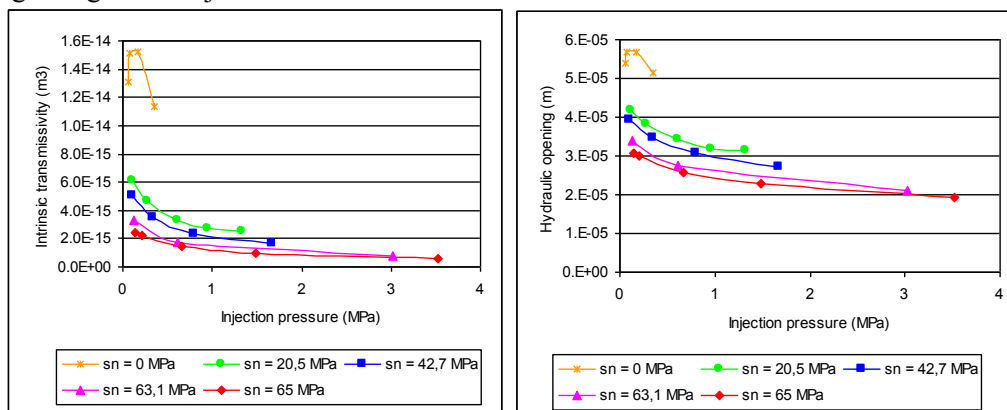 1.6E-14
1.4E-14
1.2E-14
1.0E-14
8.0E-15
6.0E-15
4.0E-15
2.0E-15
0.0E+00
Intrinsic transmissivity (m3)
0 1 2 3 4
Injection pressure (MPa)
sn = 0 MPa sn = 20,5 MPa sn = 42,7 MPa
sn = 63,1 MPa sn = 65 MPa
6.E-05
5.E-05
4.E-05
3.E-05
2.E-05
1.E-05
0.E+00
Hydraulic opening (m)
0 1 2 3 4
Injection pressure (MPa)
sn = 0 MPa sn = 20,5 MPa sn = 42,7 MPa
sn = 63,1 MPa sn = 65 MPa